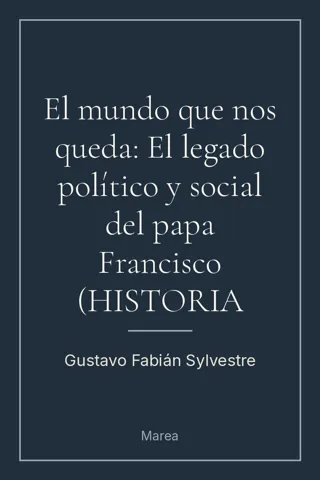 El mundo que nos
queda: El legado
político y social
del papa
Francisco
(HISTORIA
Gustavo Fabián Sylvestre
Marea